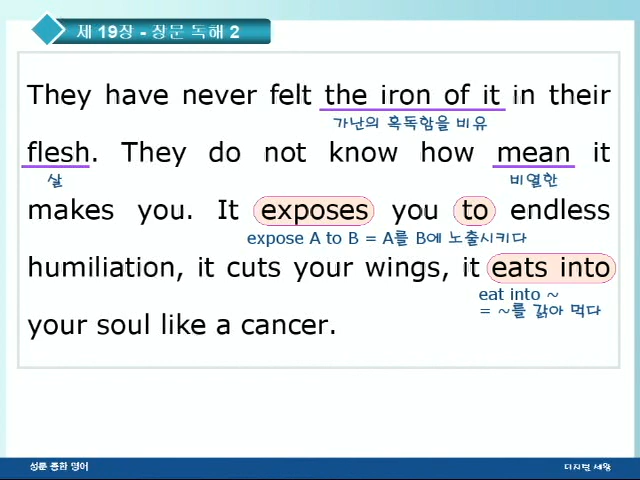 제 19장 - 장문 독해 2
They have never felt the iron of it in their
가난의 혹독함을 비유
flesh. They do not know how mean it
살 비열한
makes you. It exposes you to endless
expose A to B = A를 B에 노출시키다
humiliation, it cuts your wings, it eats into
eat into ~
= ~를 갉아 먹다
your soul like a cancer.
성문 종합 영어 디지털 세왕